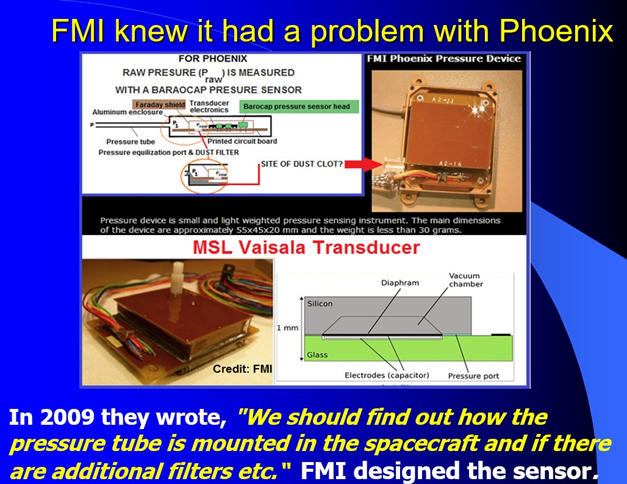 FMI knew it had a problem with Phoenix
FOR PHOENIX
RAW PRESURE (P raw) IS MEASURED
WITH A BARAOCAP PRESURE SENSOR
Faraday shield
Transducer
electronics
Barocap pressure sensor head
Aluminum enclosure
P
P1
Praw
Pressure tube
Printed circuit board
Pressure equilization port & DUST FILTER
P1
Praw
SITE OF DUST CLOT?
FMI Phoenix Pressure Device
Pressure device is small and light weighted pressure sensing instrument. The main dimensions
of the device are approximately 55x45x20 mm and the weight is less than 30 grams.
MSL Vaisala Transducer
Credit: FMI
Diaphram
Vacuum
chamber
Silicon
1 mm
Glass
Electrodes (capacitor)
Pressure port
In 2009 they wrote, "We should find out how the
pressure tube is mounted in the spacecraft and if there
are additional filters etc." FMI designed the sensor.